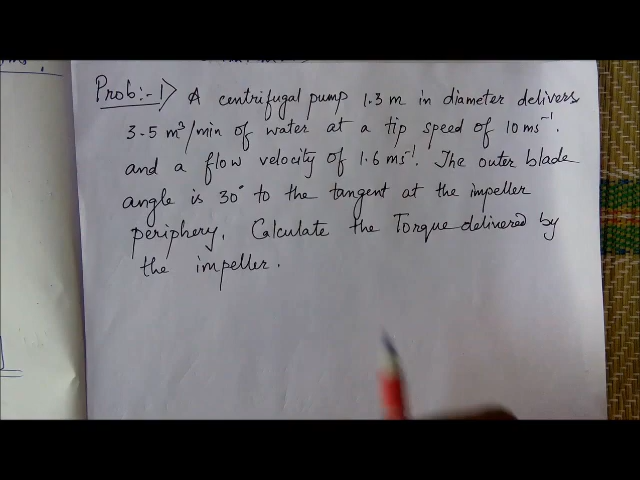 Prob:-1> A centrifugal pump 1.3 m in diameter delivers
3.5 m³/min of water at a tip speed of 10 ms⁻¹.
and a flow velocity of 1.6 ms⁻¹. The outer blade
angle is 30° to the tangent at the impeller
periphery. Calculate the Torque delivered by
the impeller.